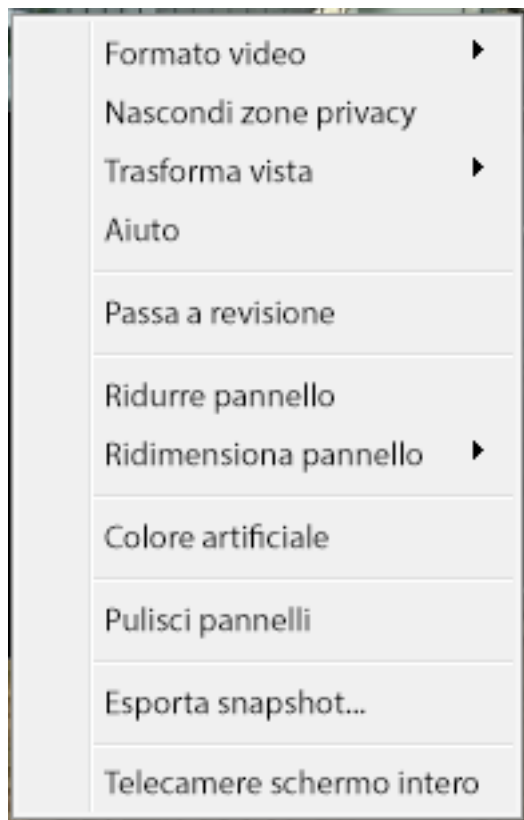 Formato video
Nascondi zone privacy
Trasforma vista
Aiuto
Passa a revisione
Ridurre pannello
Ridimensiona pannello
Colore artificiale
Pulisci pannelli
Esporta snapshot...
Telecamere schermo intero